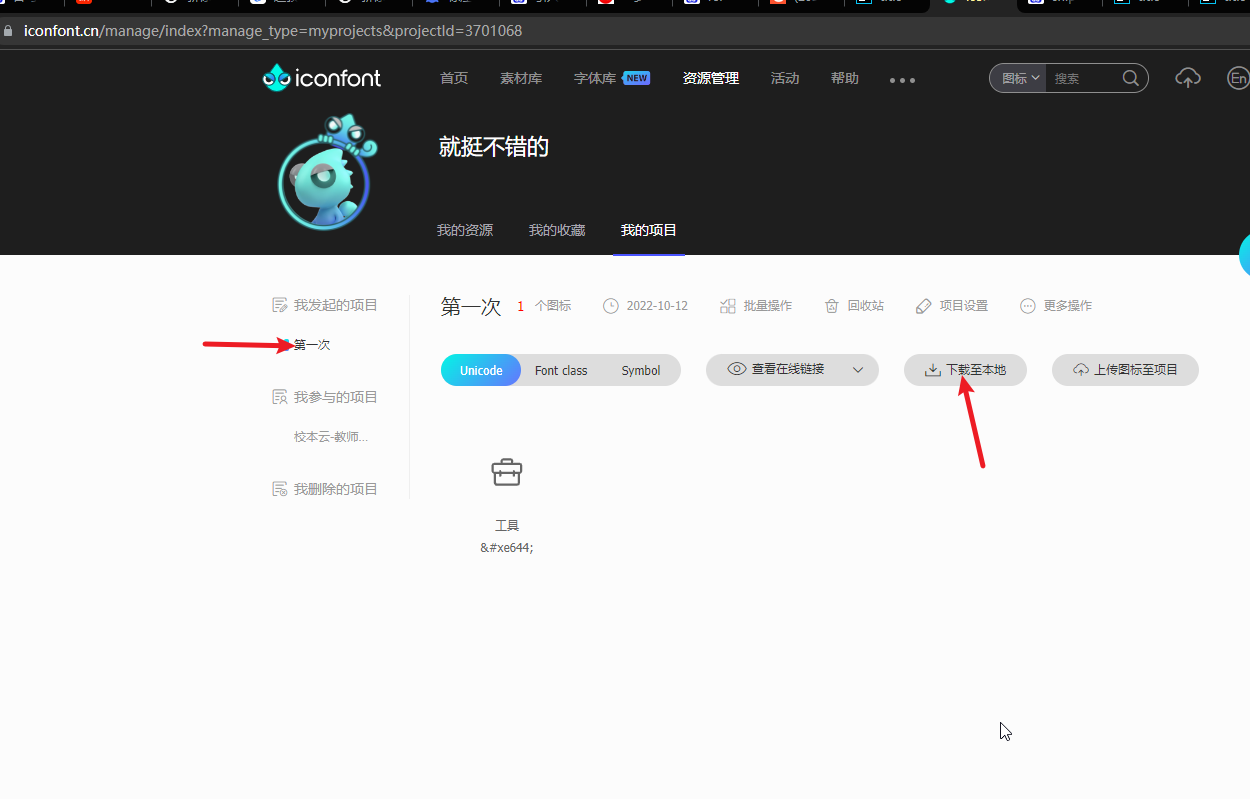 iconfont.cn/manage/index?manage_type=myprojects&projectId=3701068
iconfont 首页 素材库 字体库 NEW 资源管理 活动 帮助 图标 搜索 En
就挺不错的
我的资源 我的收藏 我的项目
我发起的项目
第一次
我参与的项目
校本云-教师...
我删除的项目
第一次 1 个图标 2022-10-12 批量操作 回收站 项目设置 更多操作
Unicode Font class Symbol 查看在线链接 下载至本地 上传图标至项目
工具
&#xe644;